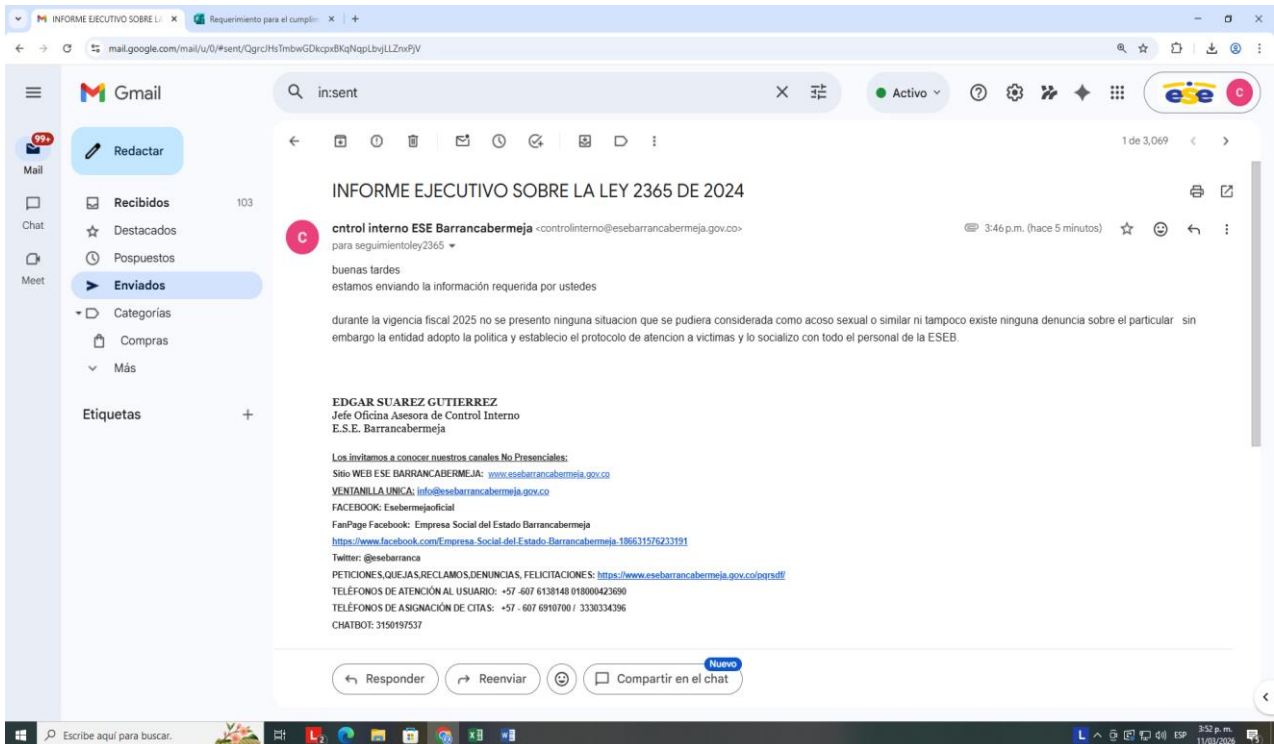 INFORME EJECUTIVO SOBRE LA L
Requerimiento para el cumplim
mail.google.com/mail/u/0/#sent/QgrcJHsTmbwGDkcpxBKqNqpLbvjLLZnxPjV
Gmail
in:sent
Activo
ese
C
99+
Mail
Chat
Meet
Redactar
Recibidos 103
Destacados
Pospuestos
Enviados
Categorías
Compras
Más
Etiquetas
1 de 3,069
INFORME EJECUTIVO SOBRE LA LEY 2365 DE 2024
C
cntrol interno ESE Barrancabermeja <controlinterno@esebarrancabermeja.gov.co>
3:46 p.m. (hace 5 minutos)
para seguimientoley2365
buenas tardes
estamos enviando la información requerida por ustedes
durante la vigencia fiscal 2025 no se presento ninguna situacion que se pudiera considerada como acoso sexual o similar ni tampoco existe ninguna denuncia sobre el particular sin
embargo la entidad adopto la politica y establecio el protocolo de atencion a victimas y lo socializo con todo el personal de la ESEB.
EDGAR SUAREZ GUTIERREZ
Jefe Oficina Asesora de Control Interno
E.S.E. Barrancabermeja
Los invitamos a conocer nuestros canales No Presenciales:
Sitio WEB ESE BARRANCABERMEJA: www.esebarrancabermeja.gov.co
VENTANILLA UNICA: info@esebarrancabermeja.gov.co
FACEBOOK: Esebermejaoficial
FanPage Facebook: Empresa Social del Estado Barrancabermeja
https://www.facebook.com/Empresa-Social-del-Estado-Barrancabermeja-186631576233191
Twitter: @esebarranca
PETICIONES,QUEJAS,RECLAMOS,DENUNCIAS, FELICITACIONES: https://www.esebarrancabermeja.gov.co/pqrsdf/
TELÉFONOS DE ATENCIÓN AL USUARIO: +57 -607 6138148 018000423690
TELÉFONOS DE ASIGNACIÓN DE CITAS: +57 - 607 6910700 / 3330334396
CHATBOT: 3150197537
Responder
Reenviar
Compartir en el chat
Nuevo
Escribe aquí para buscar.
ESP
3:52 p. m.
11/03/2026